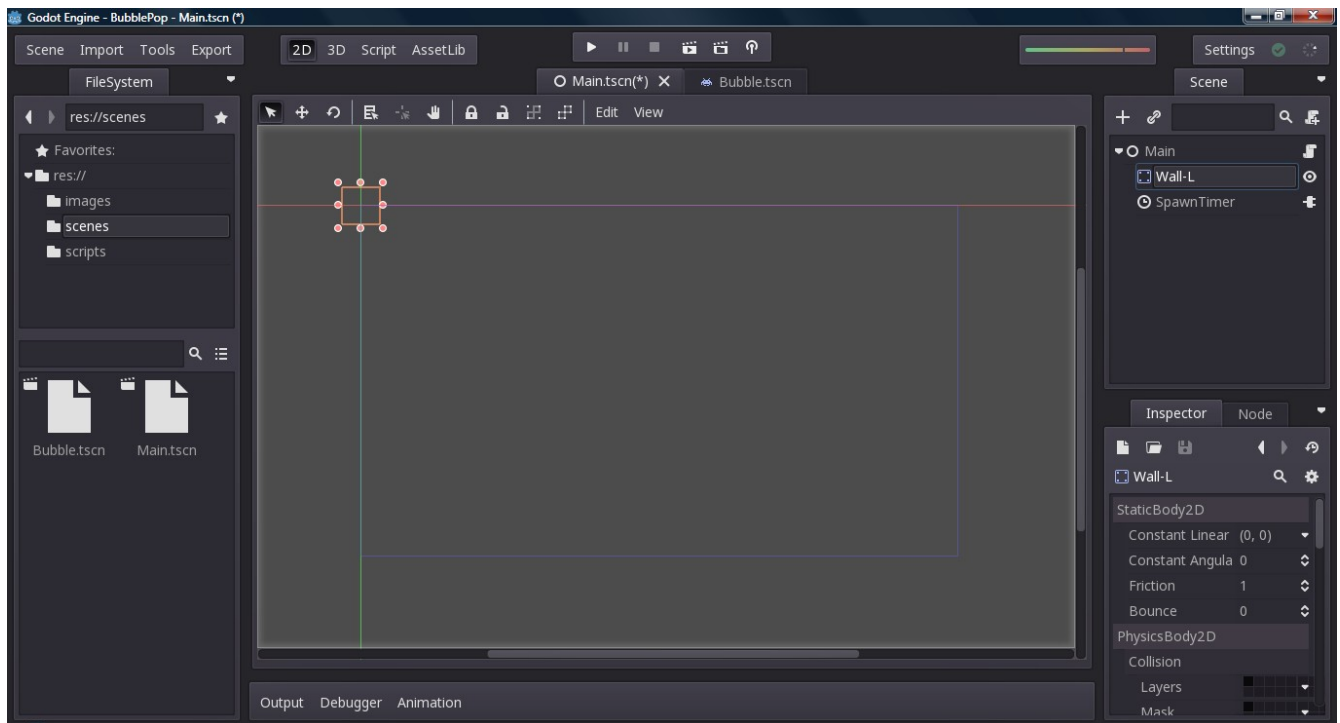 Godot Engine - BubblePop - Main.tscn (*)
Scene Import Tools Export
2D 3D Script AssetLib
Settings
FileSystem
Main.tscn(*) X
Bubble.tscn
Scene
res://scenes
Edit View
Favorites:
res://
images
scenes
scripts
Main
Wall-L
SpawnTimer
Bubble.tscn
Main.tscn
Inspector
Node
Wall-L
StaticBody2D
Constant Linear (0, 0)
Constant Angula 0
Friction 1
Bounce 0
PhysicsBody2D
Collision
Layers
Mask
Output Debugger Animation